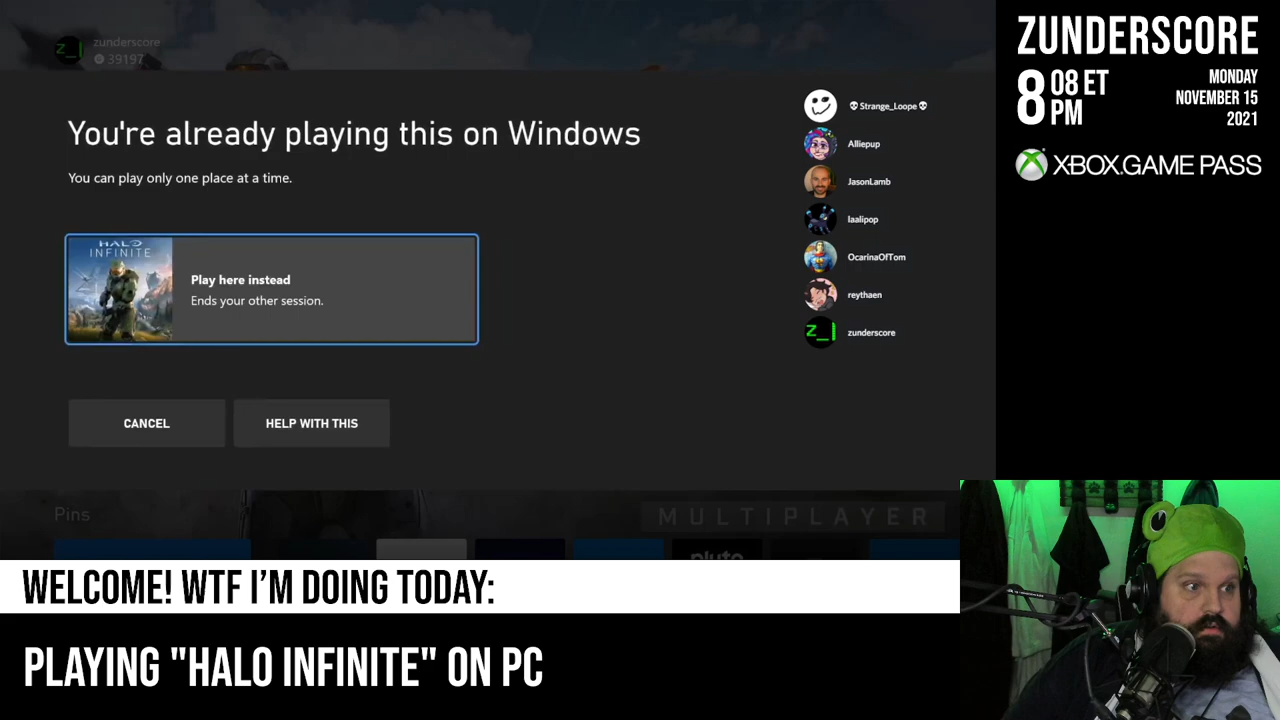 zunderscore
39197
You're already playing this on Windows
You can play only one place at a time.
HALO
INFINITE
Play here instead
Ends your other session.
CANCEL
HELP WITH THIS
Pins
MULTIPLAYER
pluto
💀Strange_Loope💀
Alliepup
JasonLamb
laalipop
OcarinaOfTom
reythaen
z_
zunderscore
ZUNDERSCORE
8 08 ET
PM
MONDAY
NOVEMBER 15
2021
XBOX GAME PASS
WELCOME! WTF I'M DOING TODAY:
PLAYING "HALO INFINITE" ON PC